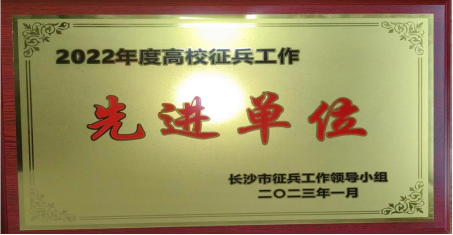 2022年度高校征兵工作
先进单位
长沙市征兵工作领导小组
二〇二三年一月